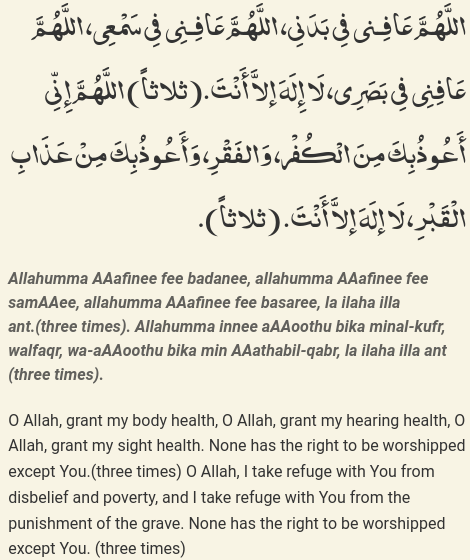 اللَّهُمَّ عَافِـنِي فِي بَدَنِي، اللَّهُمَّ عَافِـنِي فِي سَمْعِي، اللَّهُمَّ
عَافِنِي فِي بَصَرِي، لَا إِلَهَ إِلاَّ أَنْتَ. (ثلاثاً) اللَّهُمَّ إِنِّي
أَعُوذُ بِكَ مِنَ الْكُفْر، وَالفَقْرِ، وَأَعُوذُ بِكَ مِنْ عَذَابِ
الْقَبْرِ، لَا إِلَهَ إِلاَّ أَنْتَ. (ثلاثاً).
Allahumma AAafinee fee badanee, allahumma AAafinee fee
samAAee, allahumma AAafinee fee basaree, la ilaha illa
ant.(three times). Allahumma innee aAAoothu bika minal-kufr,
walfaqr, wa-aAAoothu bika min AAathabil-qabr, la ilaha illa ant
(three times).
O Allah, grant my body health, O Allah, grant my hearing health, O
Allah, grant my sight health. None has the right to be worshipped
except You.(three times) O Allah, I take refuge with You from
disbelief and poverty, and I take refuge with You from the
punishment of the grave. None has the right to be worshipped
except You. (three times)